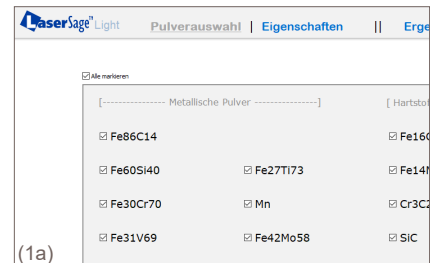 LaserSage" Light Pulverauswahl | Eigenschaften || Erge
Alle markieren
[---------------- Metallische Pulver ----------------] [ Hartstof
Fe86C14 Fe16
Fe60Si40 Fe27Ti73 Fe14
Fe30Cr70 Mn Cr3C2
Fe31V69 Fe42Mo58 SiC
(1a)